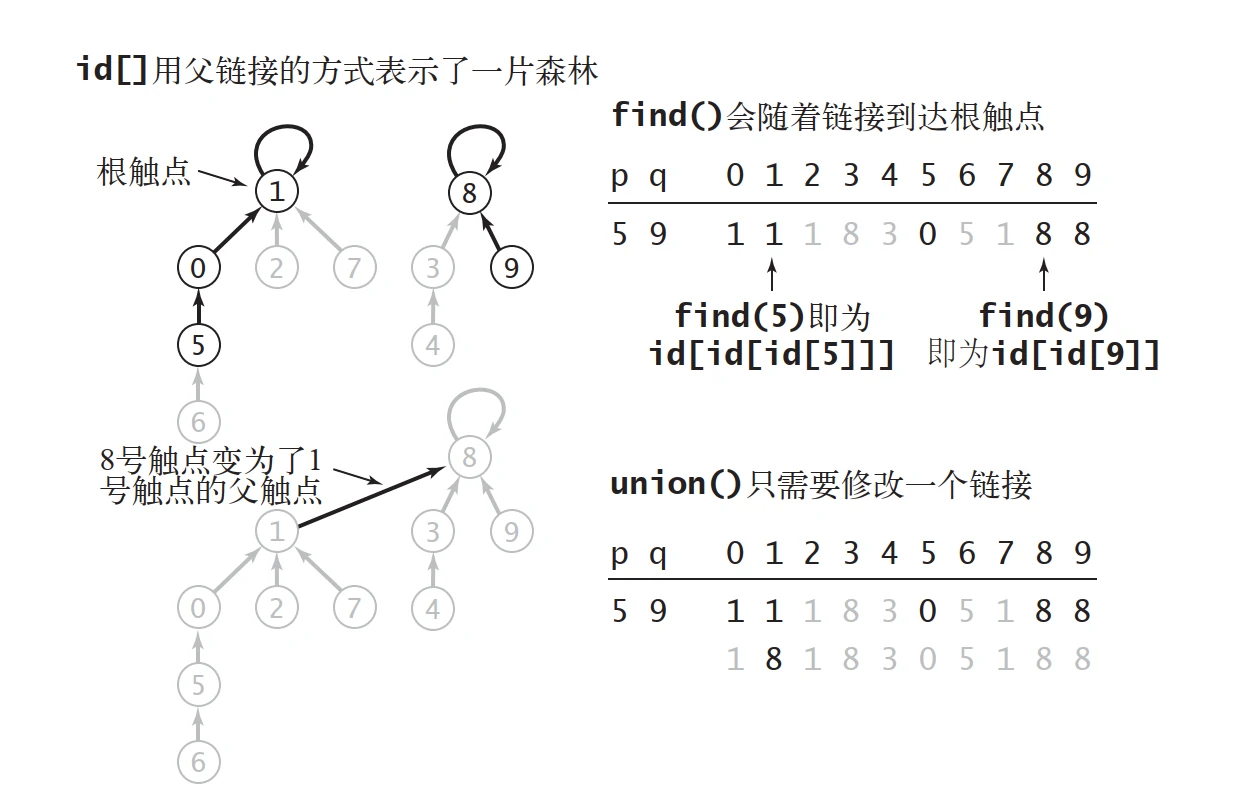 id[]用父链接的方式表示了一片森林
根触点
1
8
0
2
7
3
9
5
4
6
find()会随着链接到达根触点
p q 0 1 2 3 4 5 6 7 8 9
5 9 1 1 1 8 3 0 5 1 8 8
find(5)即为
id[id[id[5]]]
find(9)
即为id[id[9]]
8号触点变为了1
号触点的父触点
8
1
3
9
0
2
7
4
5
6
union()只需要修改一个链接
p q 0 1 2 3 4 5 6 7 8 9
5 9 1 1 1 8 3 0 5 1 8 8
1 8 1 8 3 0 5 1 8 8